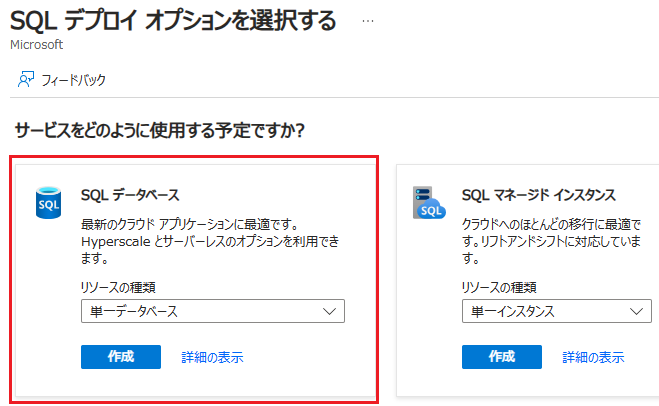 SQL デプロイ オプションを選択する ...
Microsoft
フィードバック
サービスをどのように使用する予定ですか?
SQL
SQL データベース
最新のクラウド アプリケーションに最適です。
Hyperscale とサーバーレスのオプションを利用でき
ます。
リソースの種類
単一データベース
作成 詳細の表示
SQL
SQL マネージド インスタンス
クラウドへのほとんどの移行に最適で
す。リフトアンドシフトに対応していま
す。
リソースの種類
単一インスタンス
作成 詳細の表示